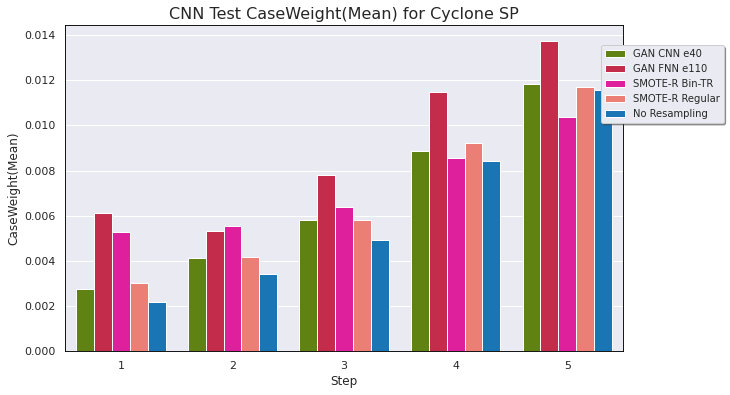 CNN Test CaseWeight(Mean) for Cyclone SP
0.014
0.012
0.010
0.008
0.006
0.004
0.002
0.000
CaseWeight(Mean)
1 2 3 4 5
Step
GAN CNN e40
GAN FNN e110
SMOTE-R Bin-TR
SMOTE-R Regular
No Resampling